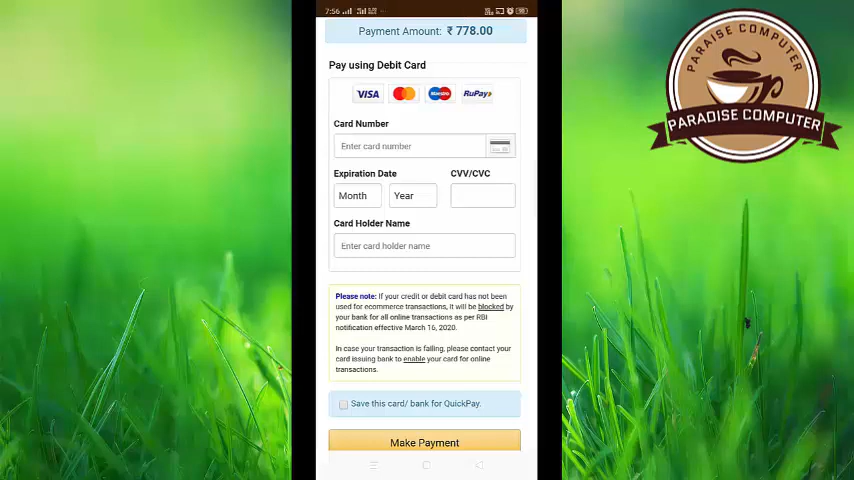 7:56
Payment Amount: ₹ 778.00
Pay using Debit Card
VISA
Maestro
RuPay
Card Number
Enter card number
Expiration Date
CVV/CVC
Month
Year
Card Holder Name
Enter card holder name
Please note: If your credit or debit card has not been
used for ecommerce transactions, it will be blocked by
your bank for all online transactions as per RBI
notification effective March 16, 2020.
In case your transaction is failing, please contact your
card issuing bank to enable your card for online
transactions.
Save this card/ bank for QuickPay.
Make Payment
PARAISE COMPUTER
PARADISE COMPUTER